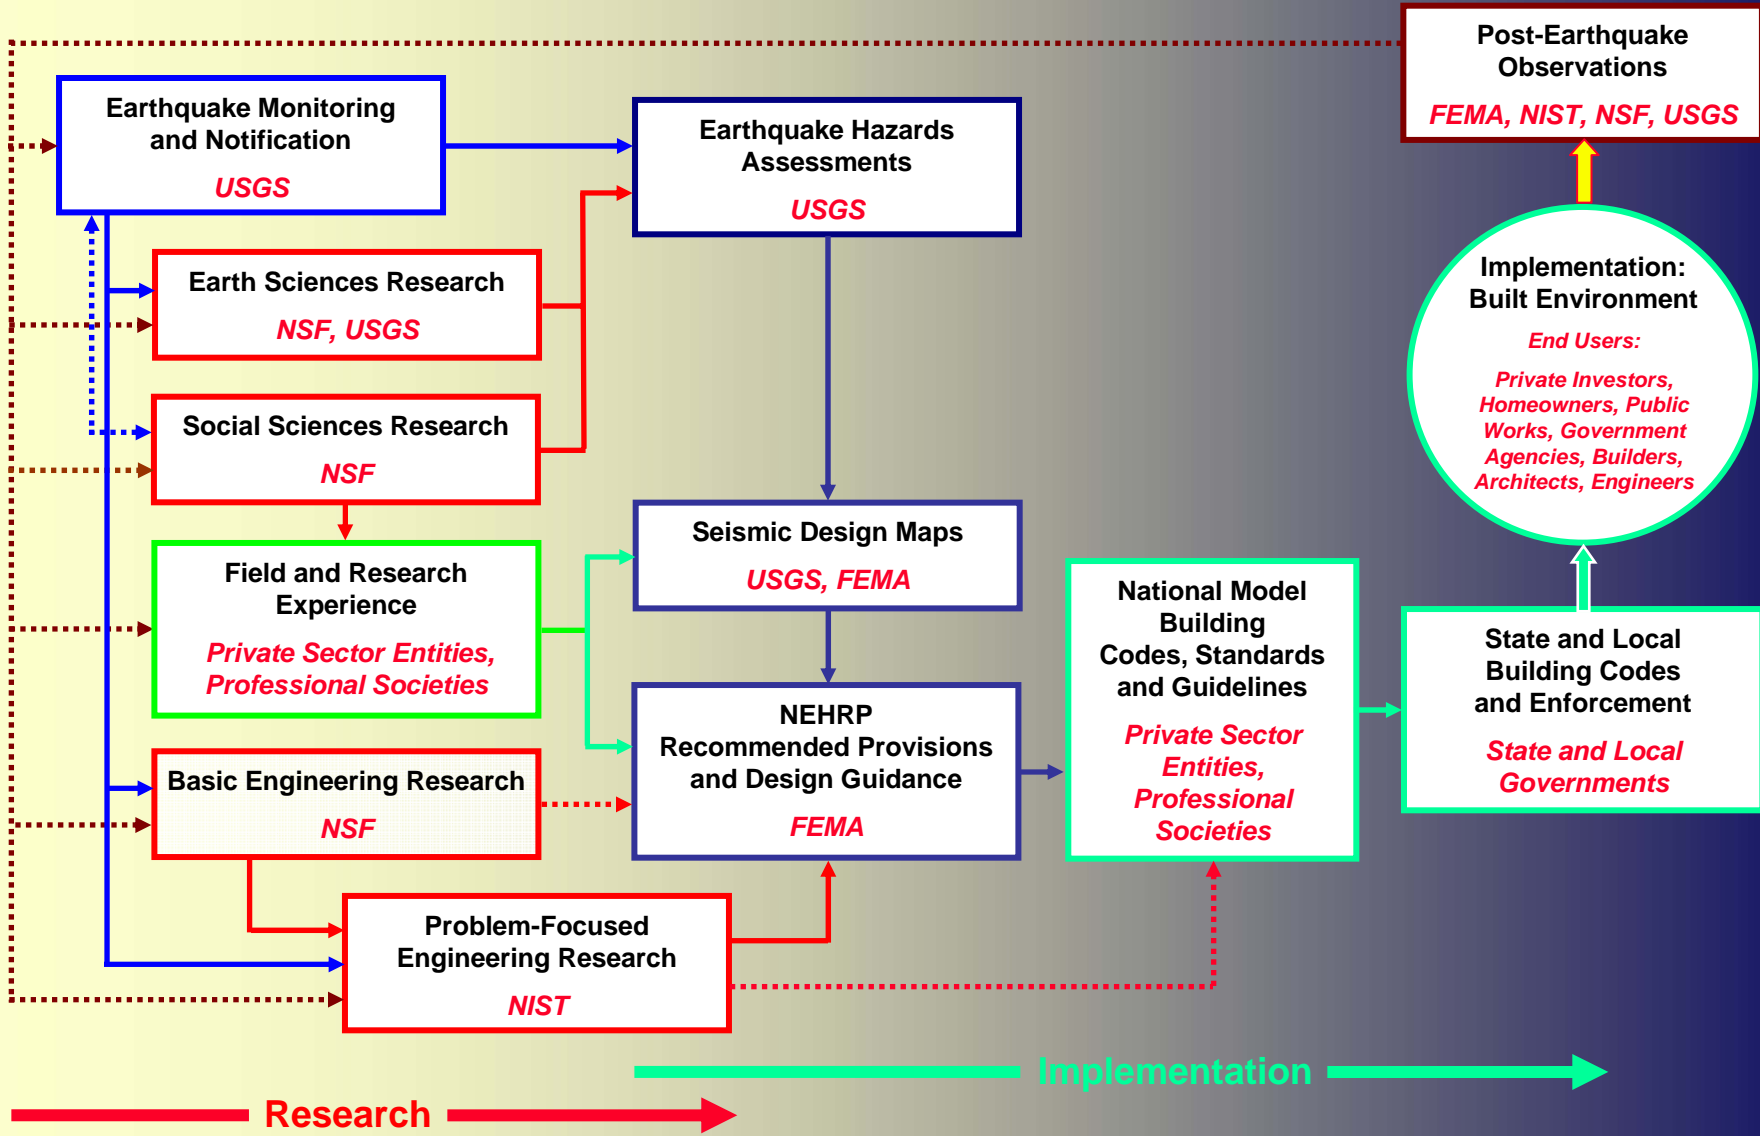 Post-Earthquake
Observations
FEMA, NIST, NSF, USGS
Earthquake Monitoring
and Notification
USGS
Earthquake Hazards
Assessments
USGS
Earth Sciences Research
NSF, USGS
Social Sciences Research
NSF
Field and Research
Experience
Private Sector Entities,
Professional Societies
Basic Engineering Research
NSF
Problem-Focused
Engineering Research
NIST
Seismic Design Maps
USGS, FEMA
NEHRP
Recommended Provisions
and Design Guidance
FEMA
National Model
Building
Codes, Standards
and Guidelines
Private Sector
Entities,
Professional
Societies
State and Local
Building Codes
and Enforcement
State and Local
Governments
Implementation:
Built Environment
End Users:
Private Investors,
Homeowners, Public
Works, Government
Agencies, Builders,
Architects, Engineers
Implementation
Research